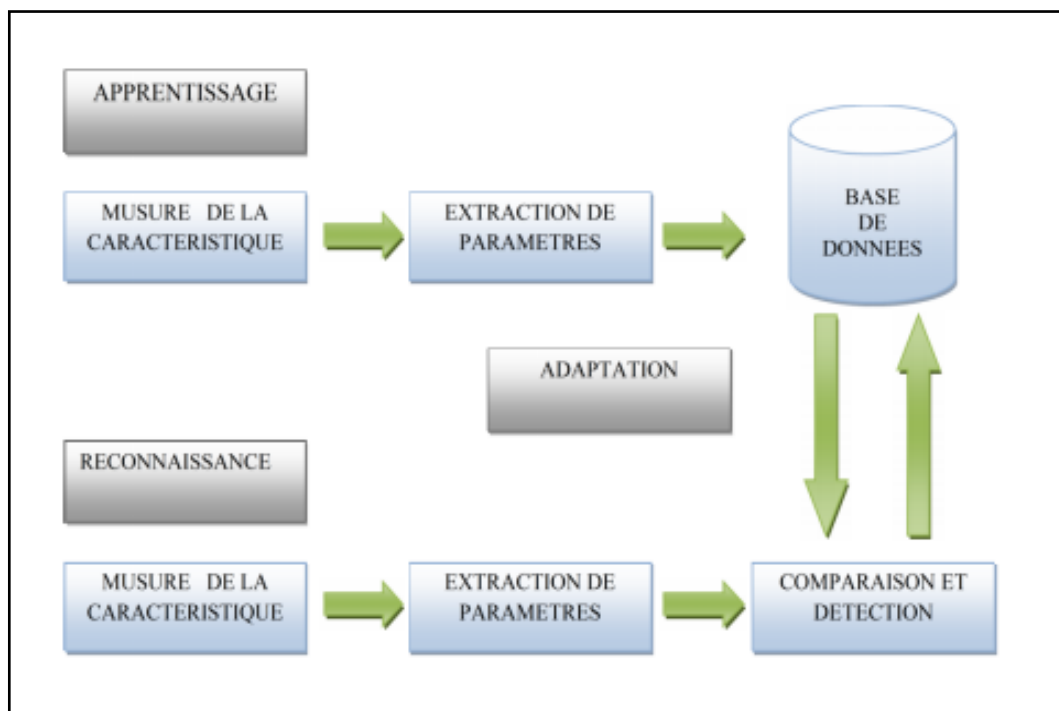 APPRENTISSAGE
MUSURE DE LA
CARACTERISTIQUE
EXTRACTION DE
PARAMETRES
BASE
DE
DONNEES
ADAPTATION
RECONNAISSANCE
MUSURE DE LA
CARACTERISTIQUE
EXTRACTION DE
PARAMETRES
COMPARAISON ET
DETECTION